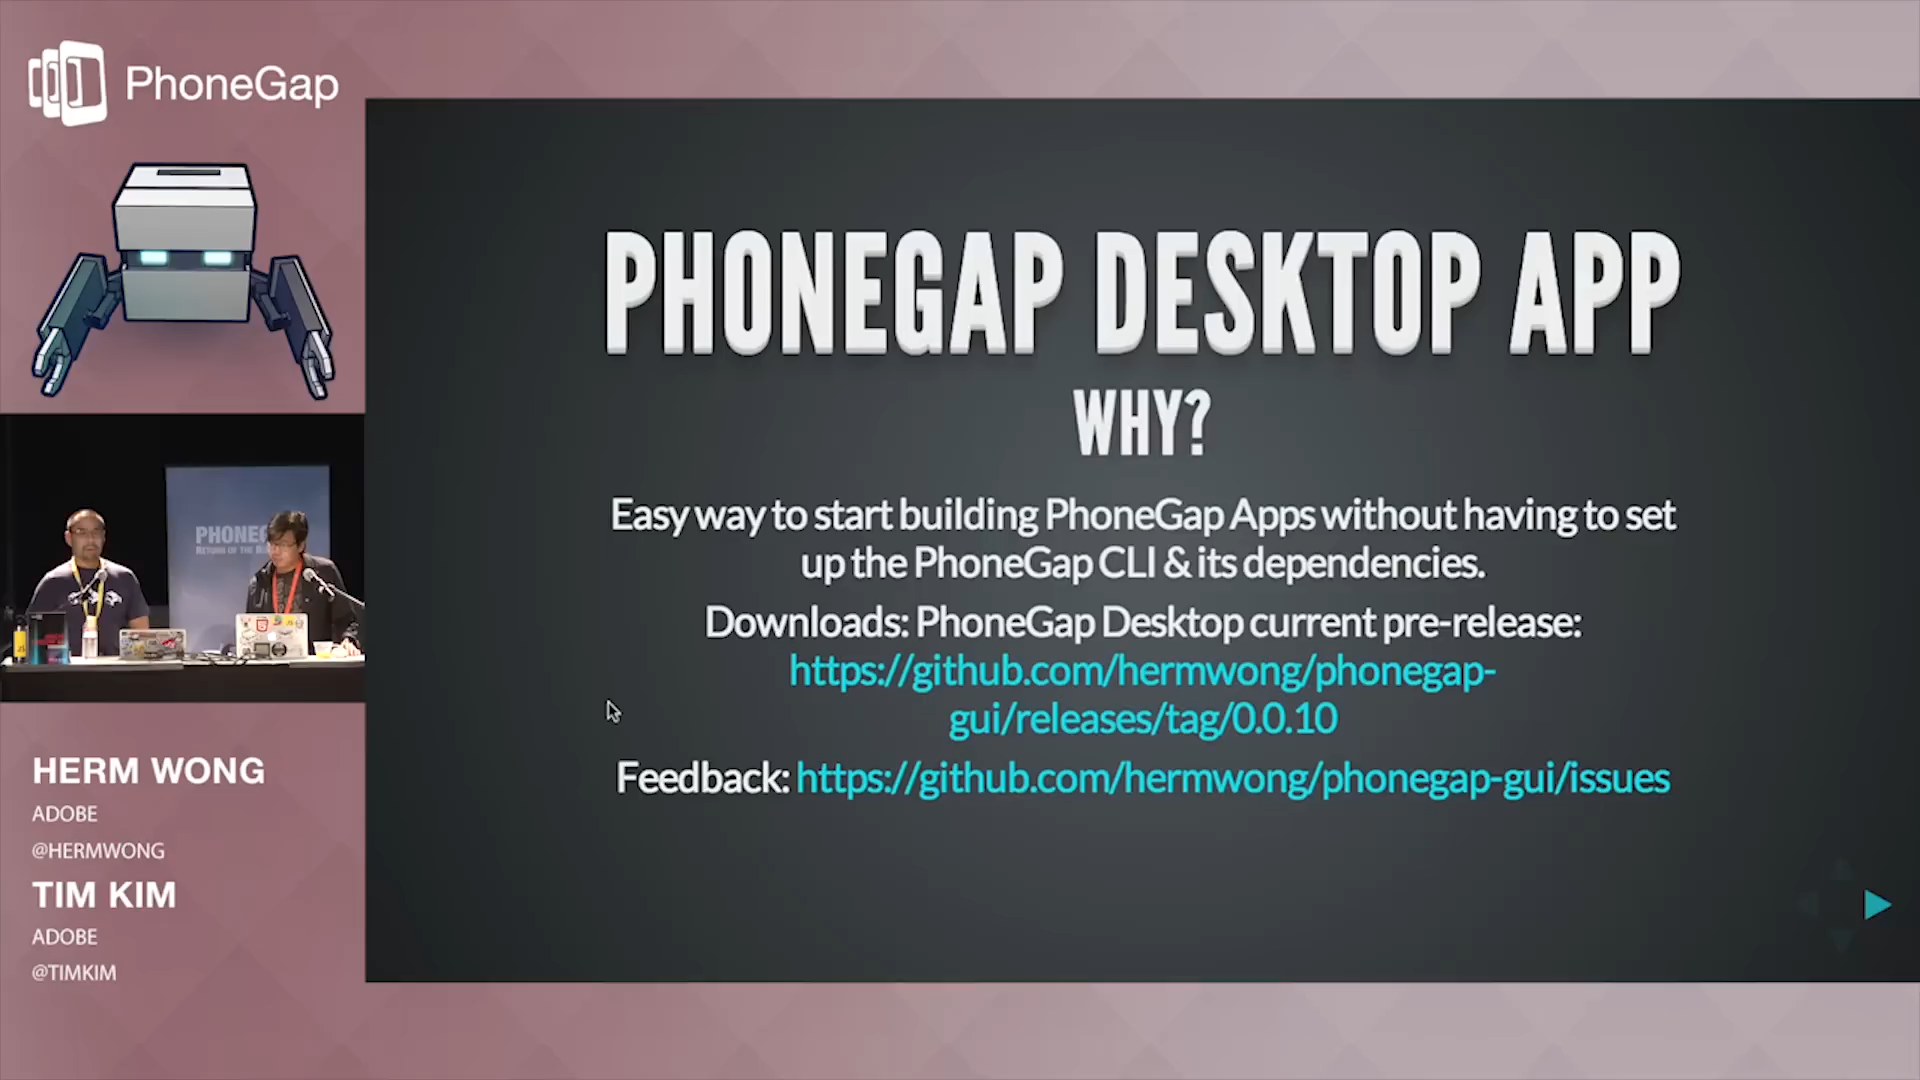 PhoneGap
PHONEGAP DESKTOP APP
WHY?
Easy way to start building PhoneGap Apps without having to set
up the PhoneGap CLI & its dependencies.
Downloads: PhoneGap Desktop current pre-release:
https://github.com/hermwong/phonegap-
gui/releases/tag/0.0.10
Feedback: https://github.com/hermwong/phonegap-gui/issues
HERM WONG
ADOBE
@HERMWONG
TIM KIM
ADOBE
@TIMKIM